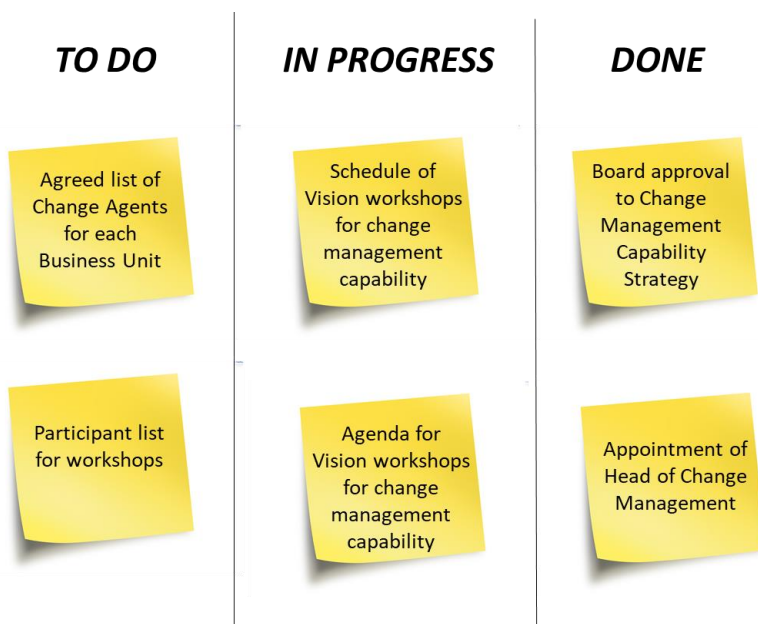 TO DO
IN PROGRESS
DONE
Agreed list of
Change Agents
for each
Business Unit
Schedule of
Vision workshops
for change
management
capability
Board approval
to Change
Management
Capability
Strategy
Participant list
for workshops
Agenda for
Vision workshops
for change
management
capability
Appointment of
Head of Change
Management